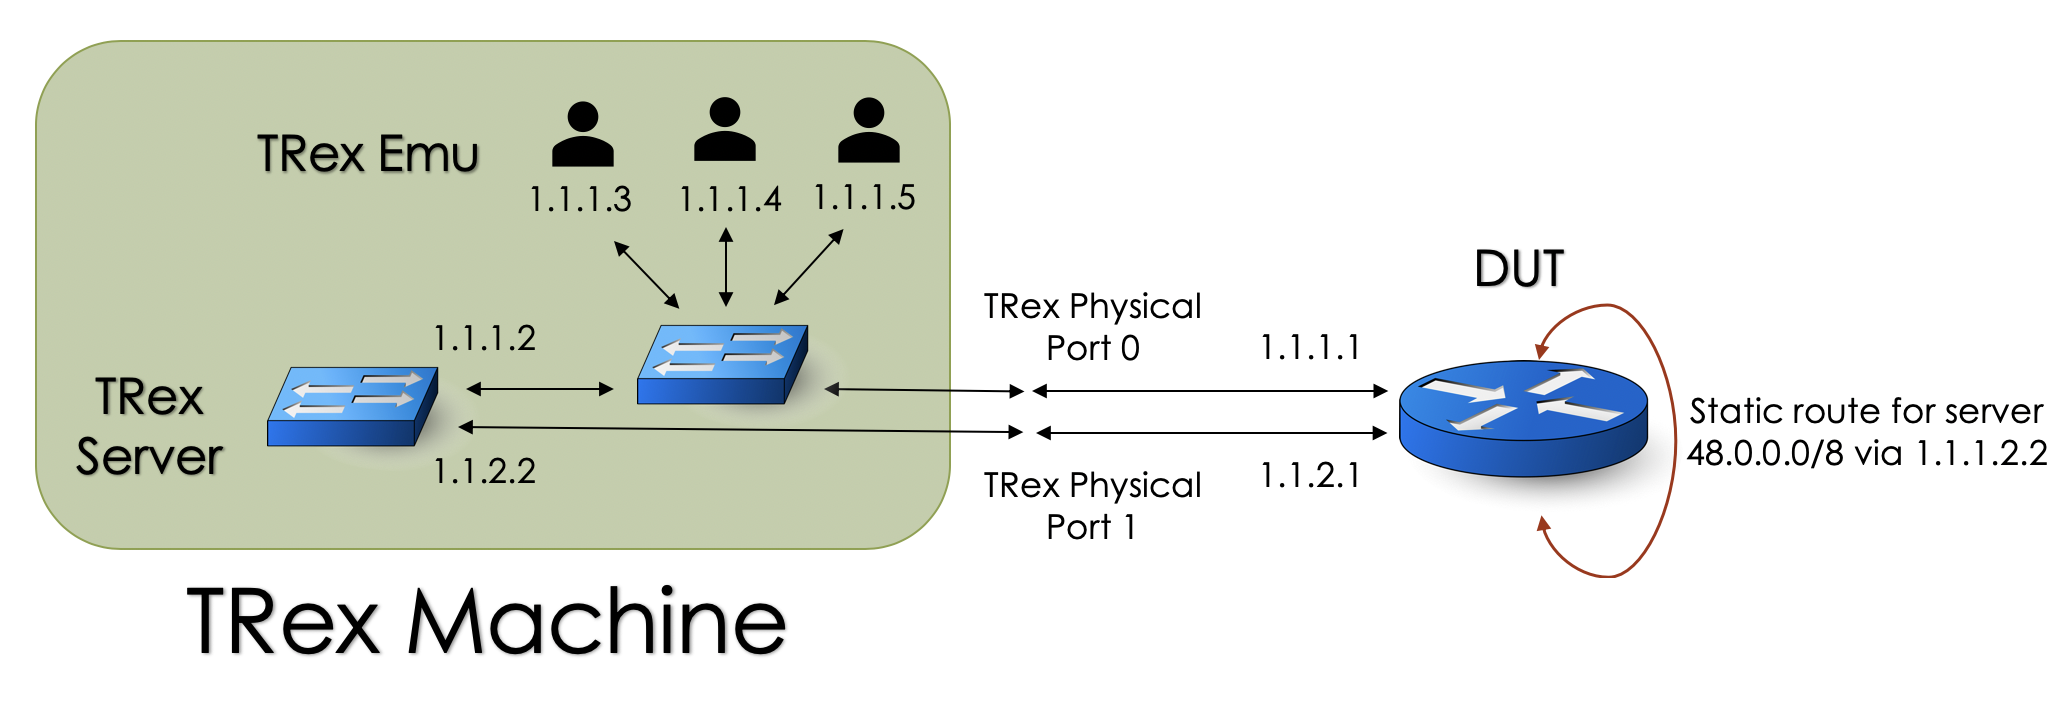 TRex Emu
1.1.1.3
1.1.1.4
1.1.1.5
DUT
TRex Physical
Port 0
1.1.1.1
1.1.1.2
TRex
Server
1.1.2.2
TRex Physical
Port 1
1.1.2.1
Static route for server
48.0.0.0/8 via 1.1.1.2.2
TRex Machine